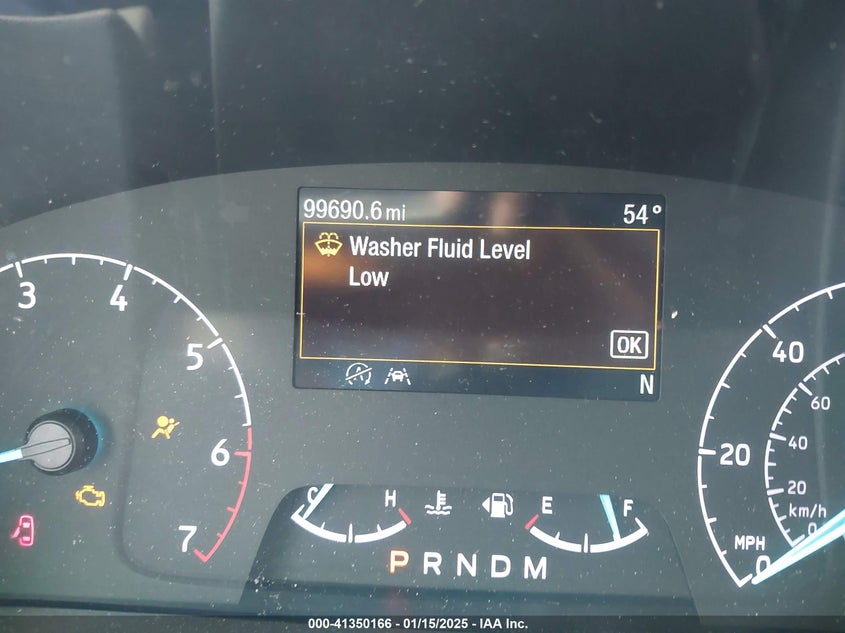 99690.6 mi 54°
Washer Fluid Level
Low
OK
N
3
4
5
6
7
C H
E F
P R N D M
40
20
0
MPH
60
40
20
km/h
0
000-41350166 - 01/15/2025 - IAA Inc.